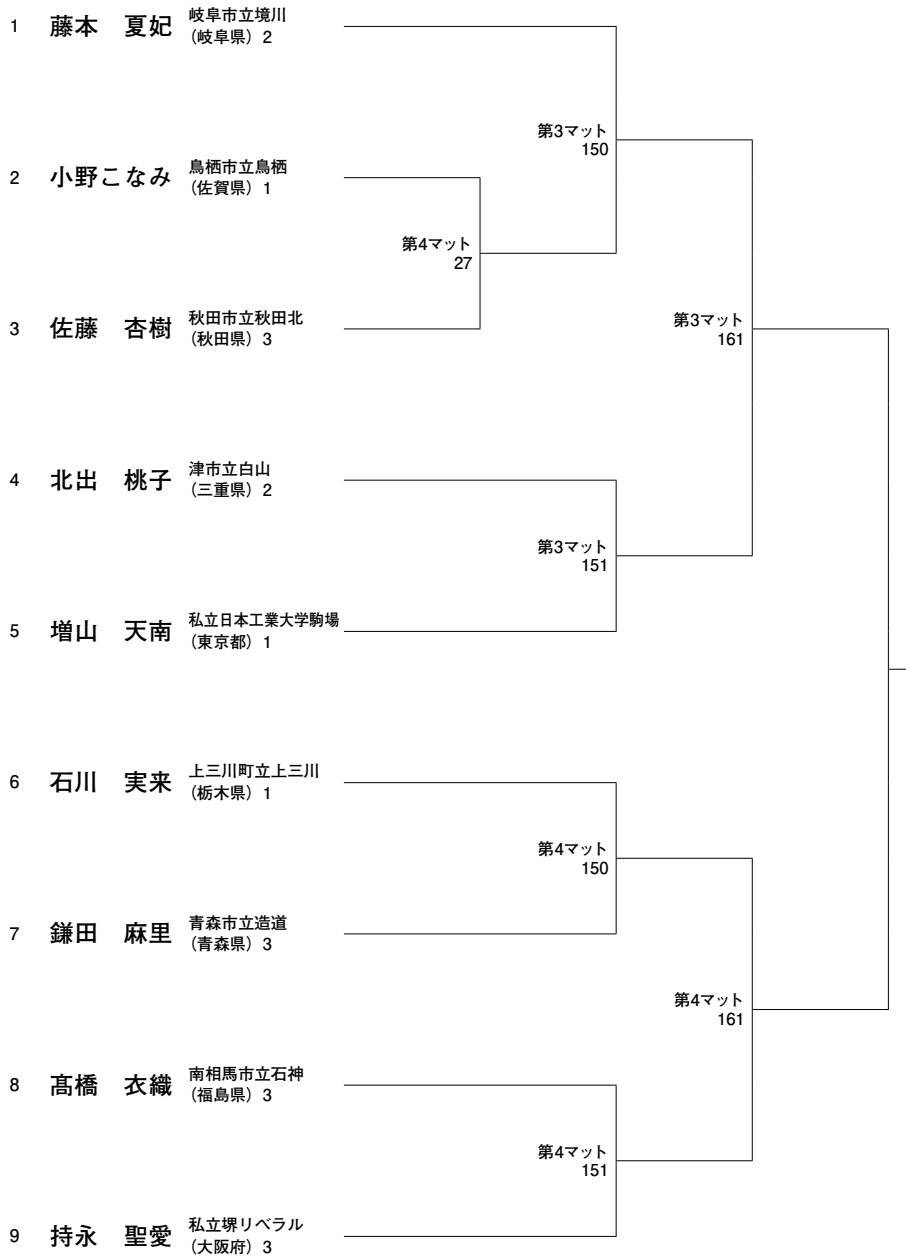 1 藤本 夏妃 岐阜市立境川
(岐阜県) 2
第3マット
150
2 小野こなみ 鳥栖市立鳥栖
(佐賀県) 1
第4マット
27
3 佐藤 杏樹 秋田市立秋田北
(秋田県) 3
第3マット
161
4 北出 桃子 津市立白山
(三重県) 2
第3マット
151
5 増山 天南 私立日本工業大学駒場
(東京都) 1
6 石川 実来 上三川町立上三川
(栃木県) 1
第4マット
150
7 鎌田 麻里 青森市立造道
(青森県) 3
第4マット
161
8 髙橋 衣織 南相馬市立石神
(福島県) 3
第4マット
151
9 持永 聖愛 私立堺リベラル
(大阪府) 3